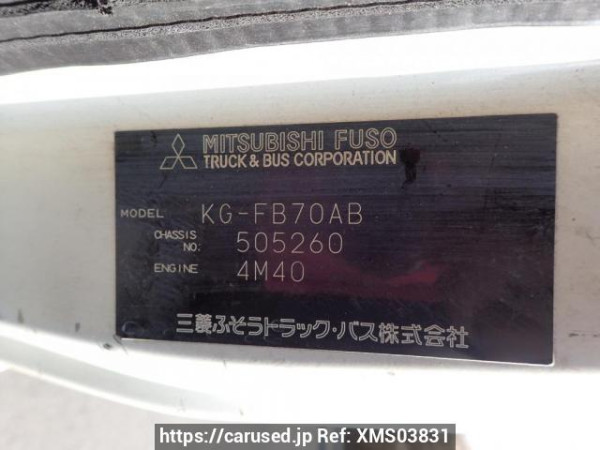 MITSUBISHI FUSO
TRUCK & BUS CORPORATION
MODEL KG-FB70AB
CHASSIS NO. 505260
ENGINE 4M40
三菱ふそうトラック・バス株式会社
https://carused.jp Ref: XMS03831